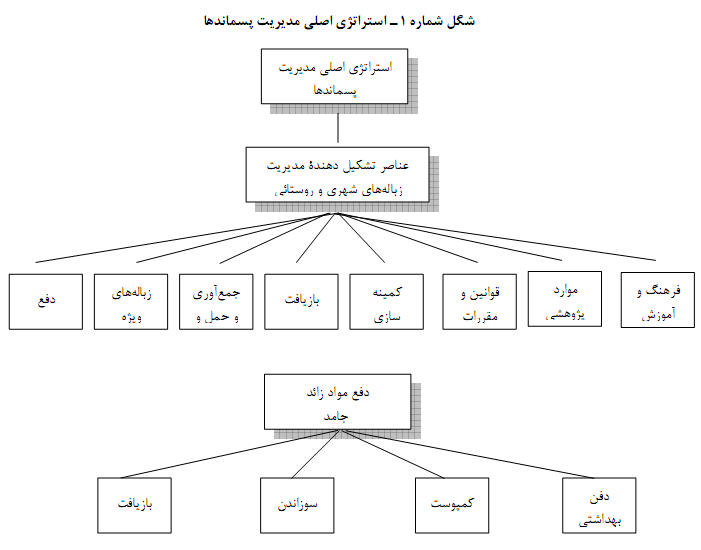 شگل شماره ۱ ـ استراتژی اصلی مدیریت پسماندها
استراتژی اصلی مدیریت
پسماندها
عناصر تشکیل دهندۀ مدیریت
زباله‌های شهری و روستائی
فرهنگ و
آموزش
موارد
پژوهشی
قوانین و
مقررات
کمینه
سازی
بازیافت
جمع‌آوری
و حمل و
زباله‌های
ویژه
دفع
دفع مواد زائد
جامد
دفن
بهداشتی
کمپوست
سوزاندن
بازیافت